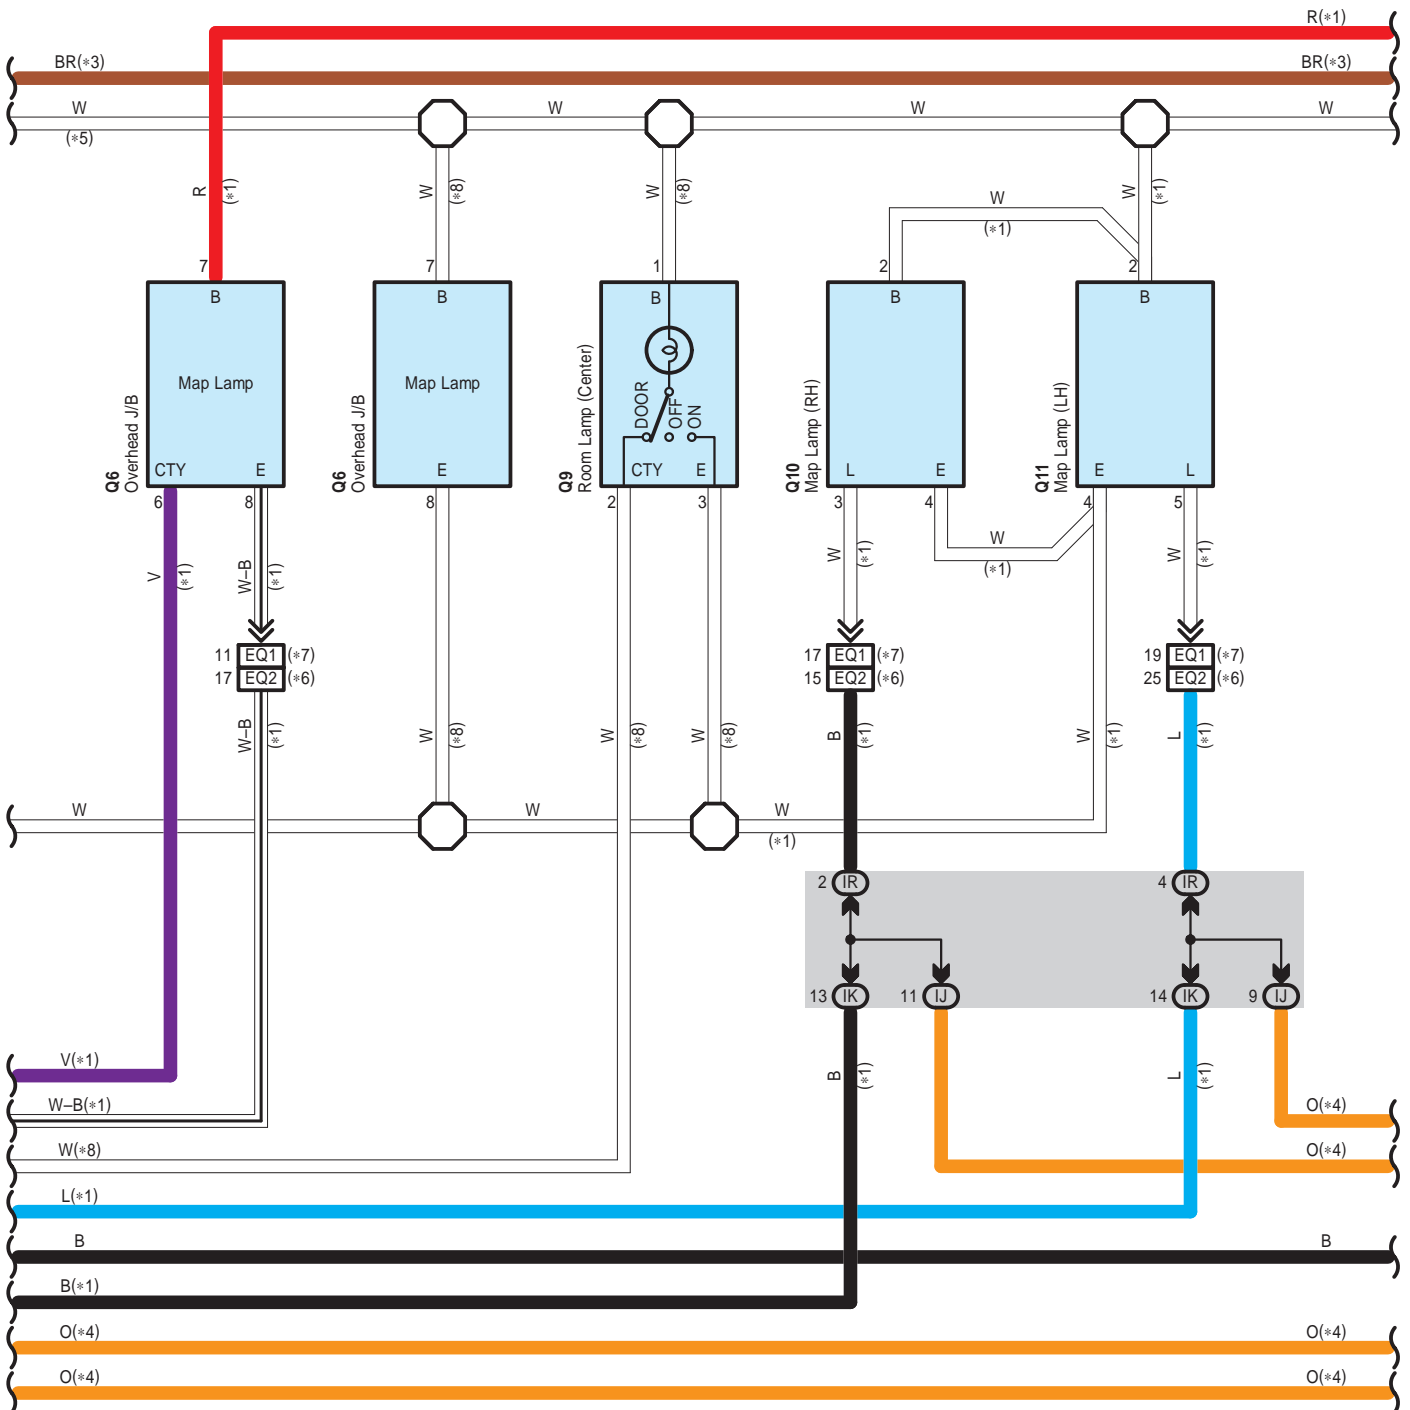 R(*1)
BR(*3) BR(*3)
W W W W
(*5)
R (*1) W (*8) W (*8) W (*1)
W
(*1)
7 7 1 2 2
B B B B B
Map Lamp Map Lamp
DOOR OFF ON
Q6 Overhead J/B
Q6 Overhead J/B
Q9 Room Lamp (Center)
Q10 Map Lamp (RH)
Q11 Map Lamp (LH)
CTY E E CTY E L E E L
6 8 8 2 3 3 4 4 5
W
(*1)
V (*1) W–B (*1) W (*1) W (*1)
11 EQ1 (*7) 17 EQ1 (*7) 19 EQ1 (*7)
17 EQ2 (*6) 15 EQ2 (*6) 25 EQ2 (*6)
W–B (*1) W (*8) W (*8) W (*8) B (*1) W (*1) L (*1)
W W W
(*1)
2 IR 4 IR
13 IK 11 IJ 14 IK 9 IJ
V(*1) B (*1) L (*1)
W–B(*1) O(*4)
W(*8) O(*4)
L(*1)
B B
B(*1)
O(*4) O(*4)
O(*4) O(*4)